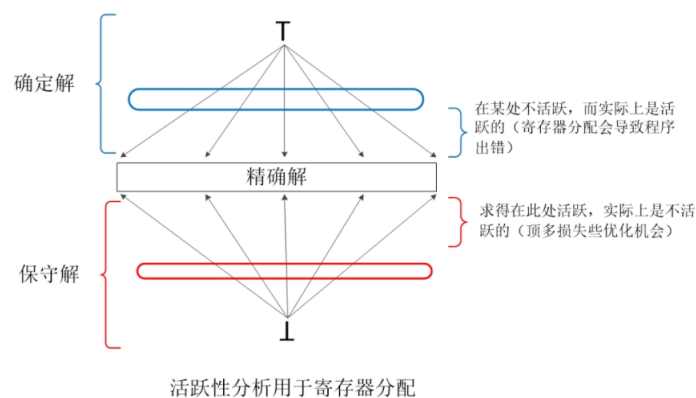 ⊤
确定解
在某处不活跃，而实际上是活
跃的（寄存器分配会导致程序
出错）
精确解
求得在此处活跃，实际上是不活
跃的（顶多损失些优化机会）
保守解
⊥
活跃性分析用于寄存器分配